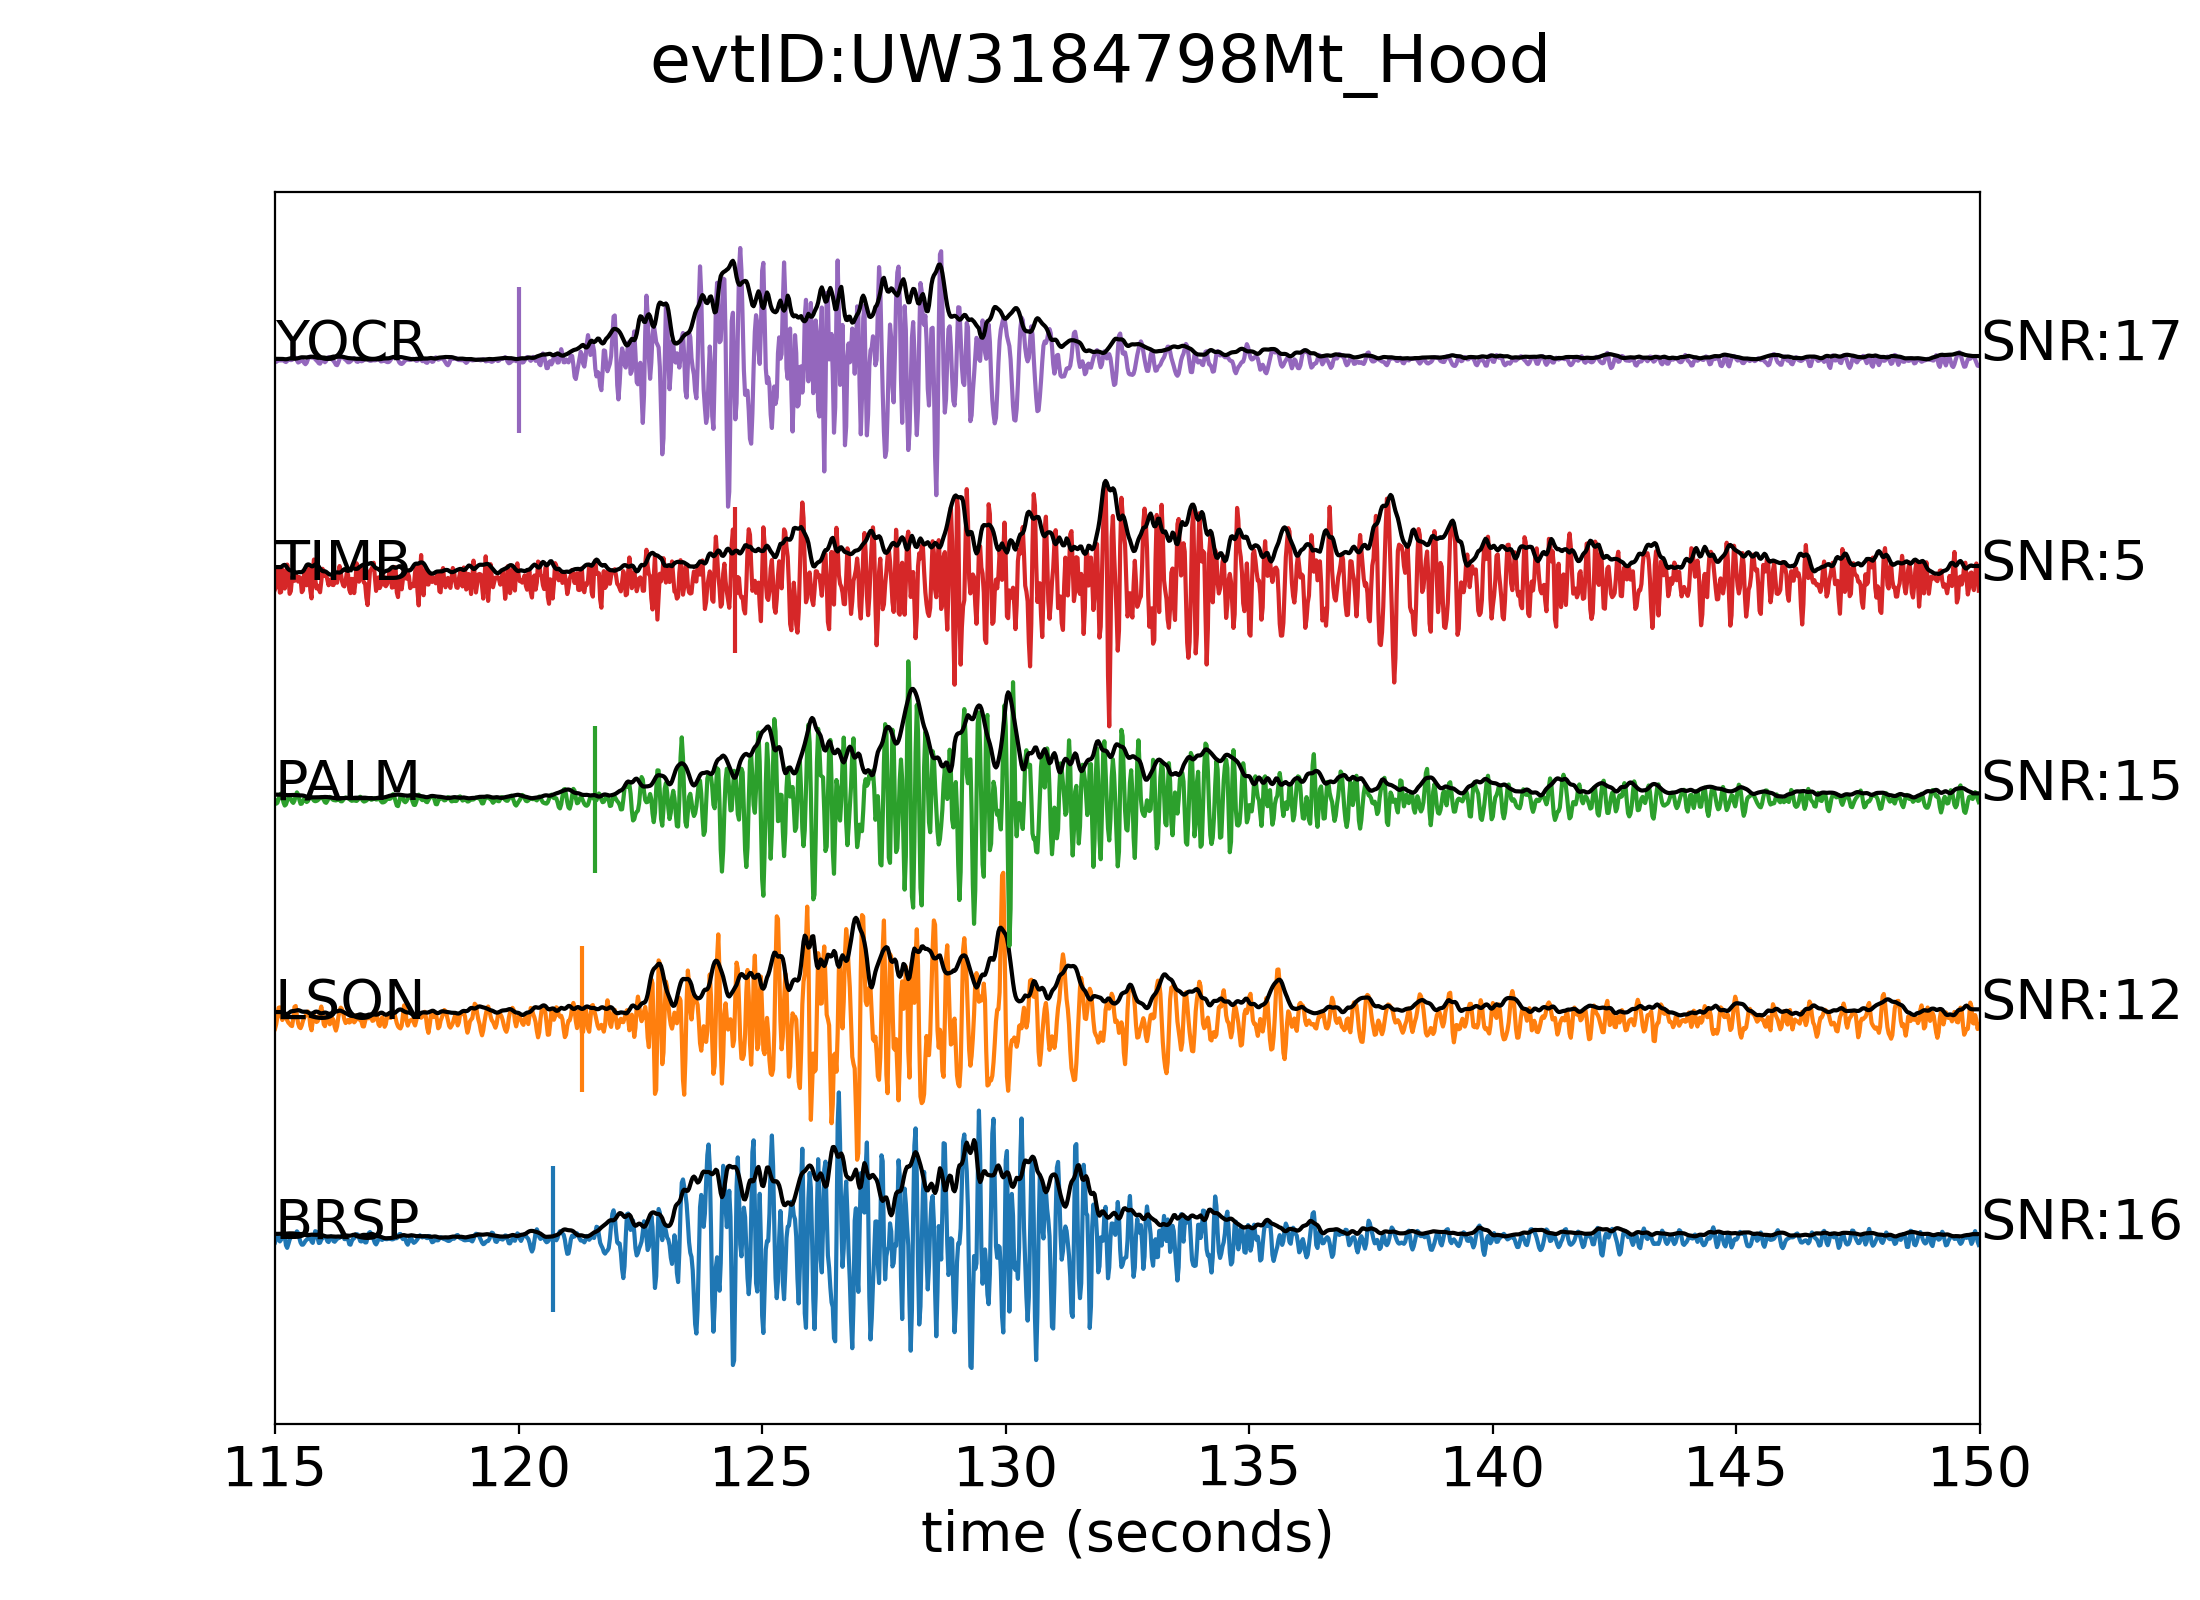 evtID:UW3184798Mt_Hood
YOCR SNR:17
TIMB SNR:5
PALM SNR:15
LSON SNR:12
BRSP SNR:16
115 120 125 130 135 140 145 150
time (seconds)